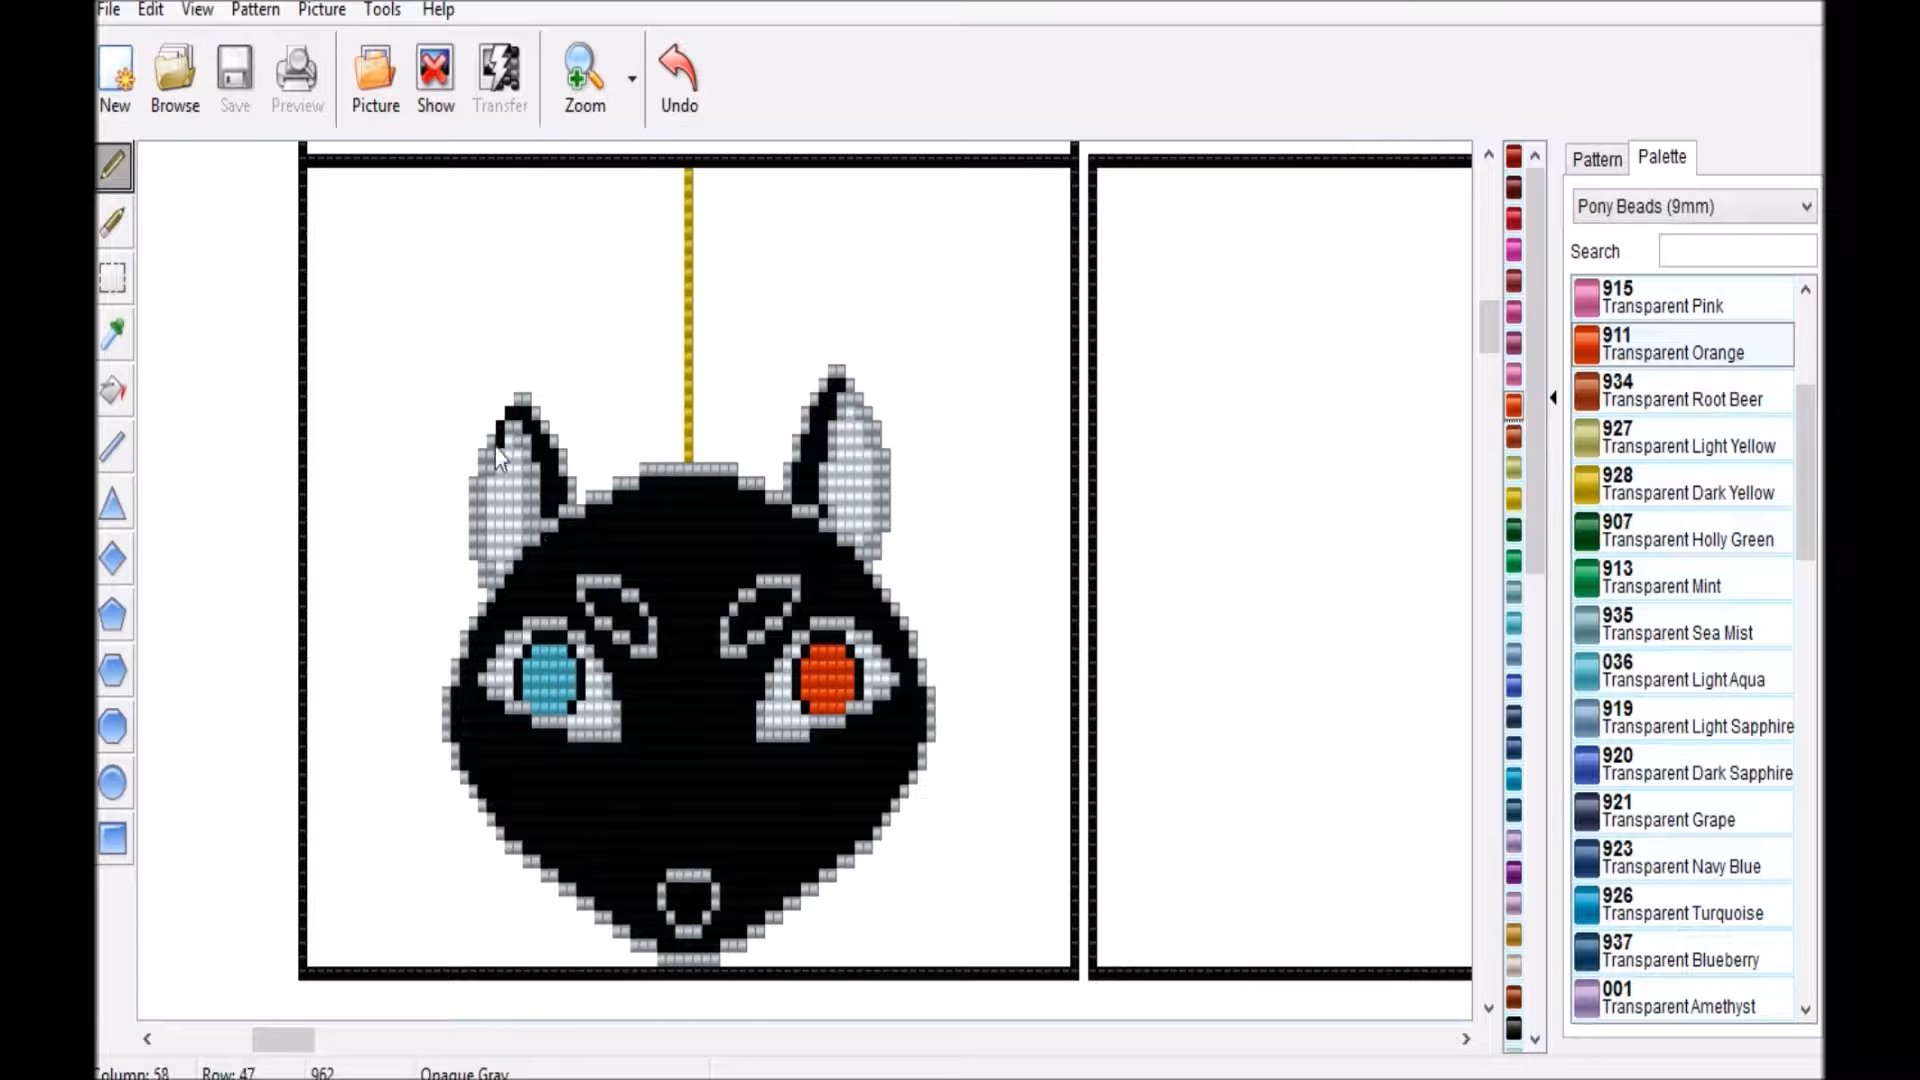 File Edit View Pattern Picture Tools Help
New Browse Save Preview Picture Show Transfer Zoom Undo
Pattern Palette
Pony Beads (9mm)
Search
915
Transparent Pink
911
Transparent Orange
934
Transparent Root Beer
927
Transparent Light Yellow
928
Transparent Dark Yellow
907
Transparent Holly Green
913
Transparent Mint
935
Transparent Sea Mist
036
Transparent Light Aqua
919
Transparent Light Sapphire
920
Transparent Dark Sapphire
921
Transparent Grape
923
Transparent Navy Blue
926
Transparent Turquoise
937
Transparent Blueberry
001
Transparent Amethyst
Column: 58 Row: 47 962 Opaque Gray